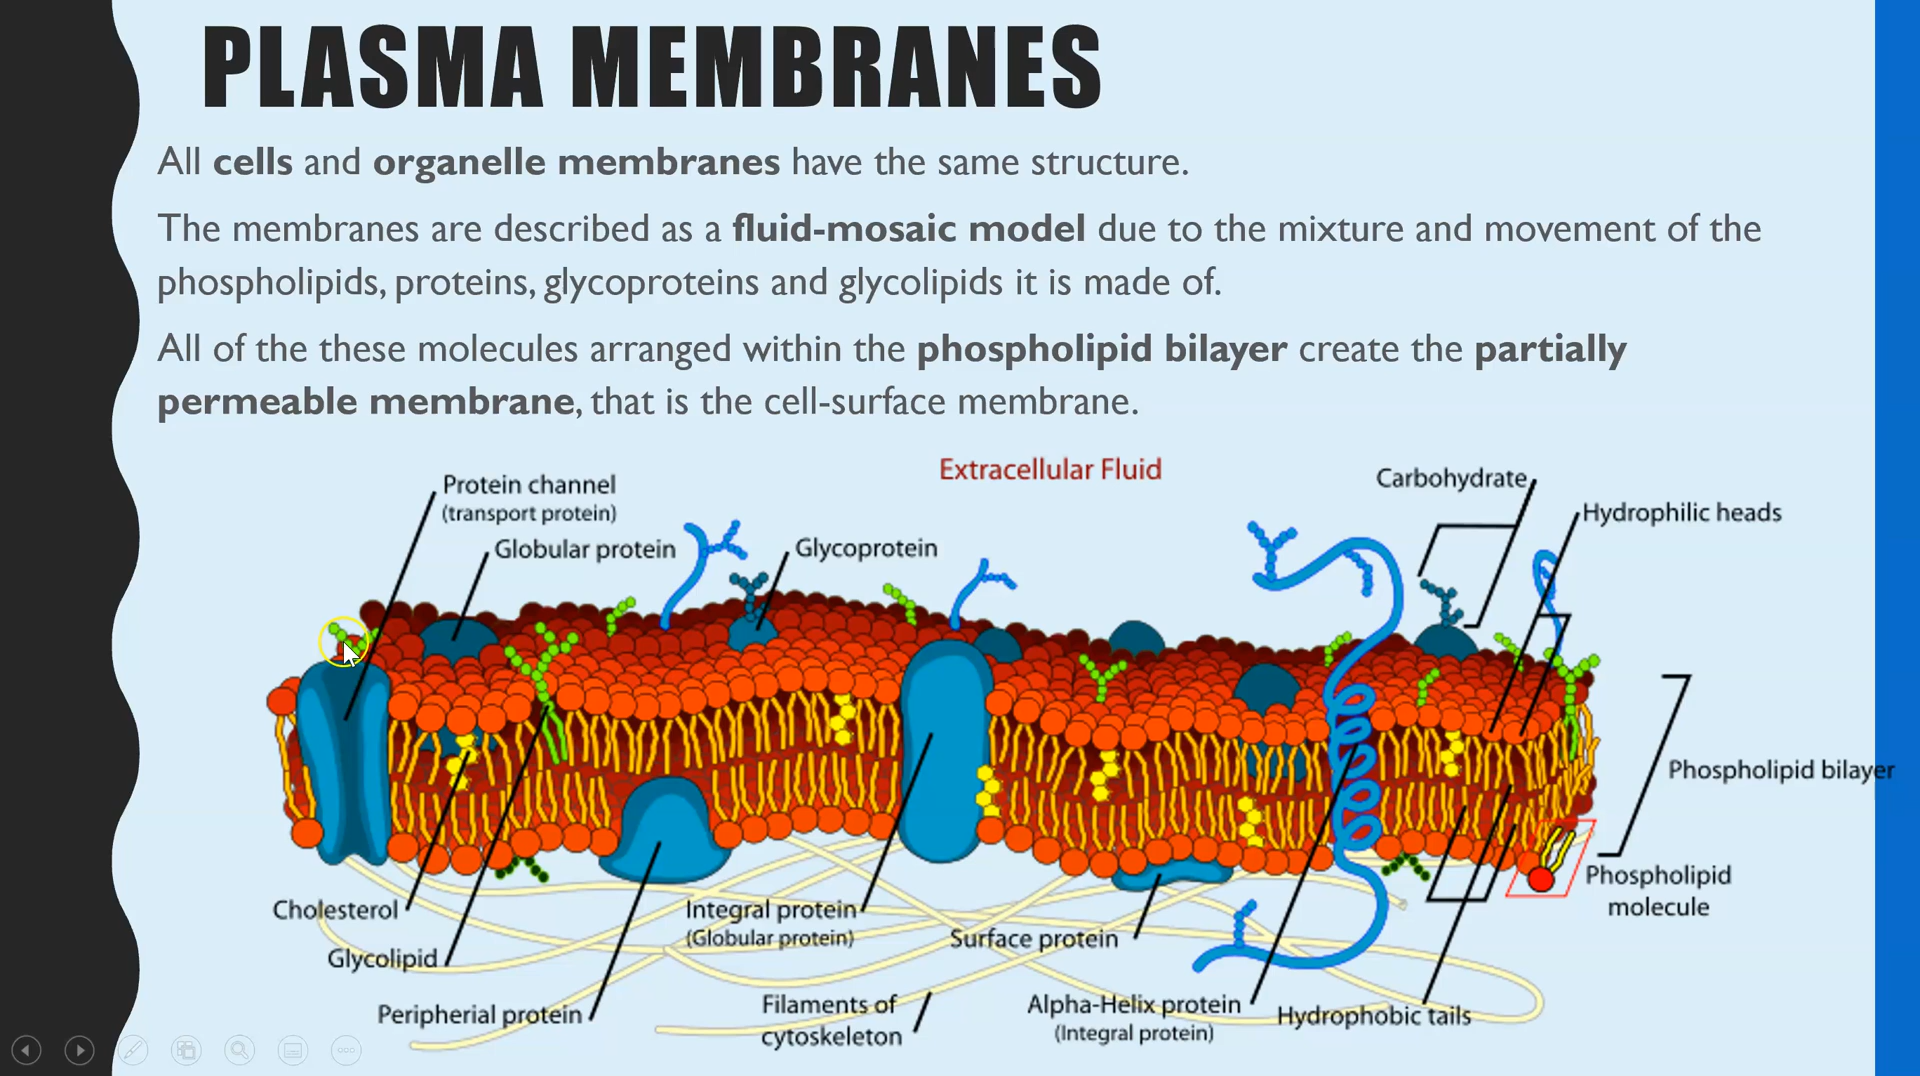 PLASMA MEMBRANES
All cells and organelle membranes have the same structure.
The membranes are described as a fluid-mosaic model due to the mixture and movement of the
phospholipids, proteins, glycoproteins and glycolipids it is made of.
All of the these molecules arranged within the phospholipid bilayer create the partially
permeable membrane, that is the cell-surface membrane.
Extracellular Fluid
Protein channel
(transport protein)
Globular protein
Glycoprotein
Carbohydrate
Hydrophilic heads
Phospholipid bilayer
Phospholipid
molecule
Cholesterol
Glycolipid
Peripherial protein
Integral protein
(Globular protein)
Filaments of
cytoskeleton
Surface protein
Alpha-Helix protein
(Integral protein)
Hydrophobic tails